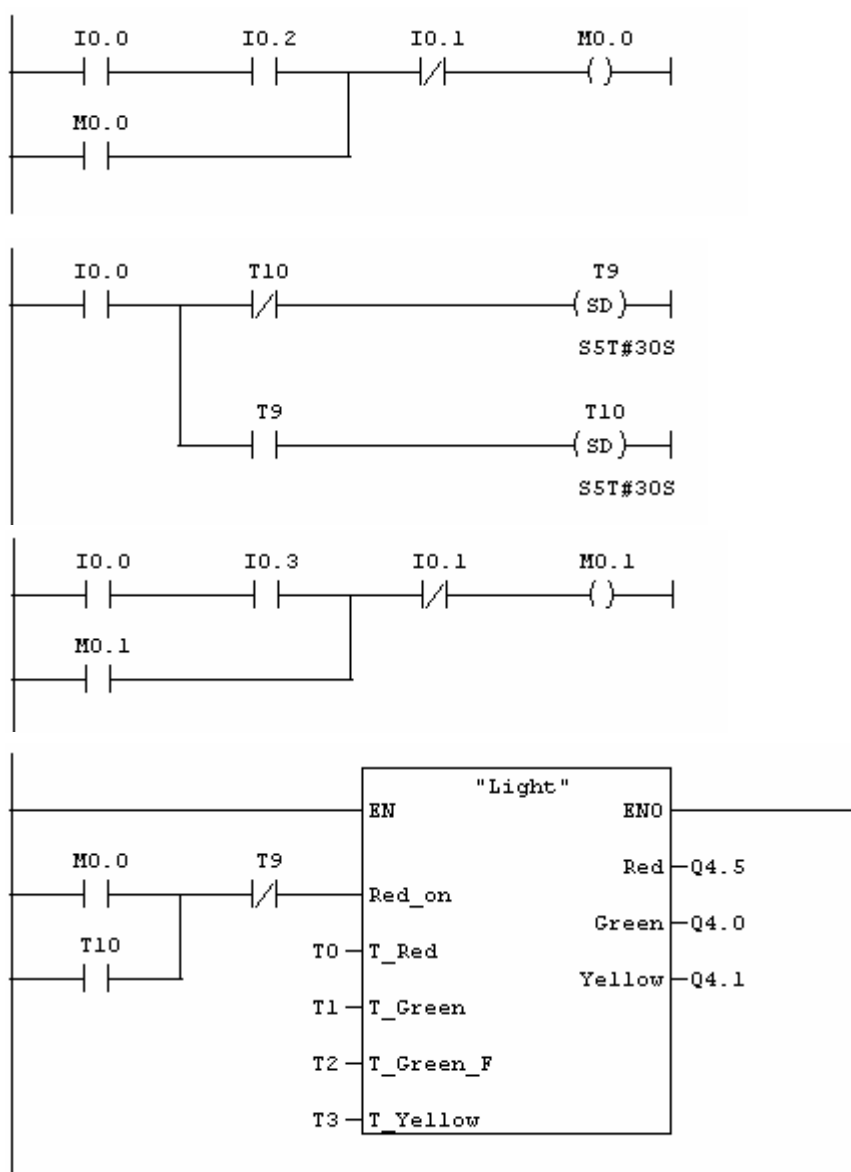 I0.0 I0.2 I0.1 M0.0
( )
M0.0
I0.0 T10 T9
(SD)
S5T#30S
T9 T10
(SD)
S5T#30S
I0.0 I0.3 I0.1 M0.1
( )
M0.1
"Light"
EN ENO
M0.0 T9 Red Q4.5
Red_on
Green Q4.0
T10 T0 T_Red
Yellow Q4.1
T1 T_Green
T2 T_Green_F
T3 T_Yellow